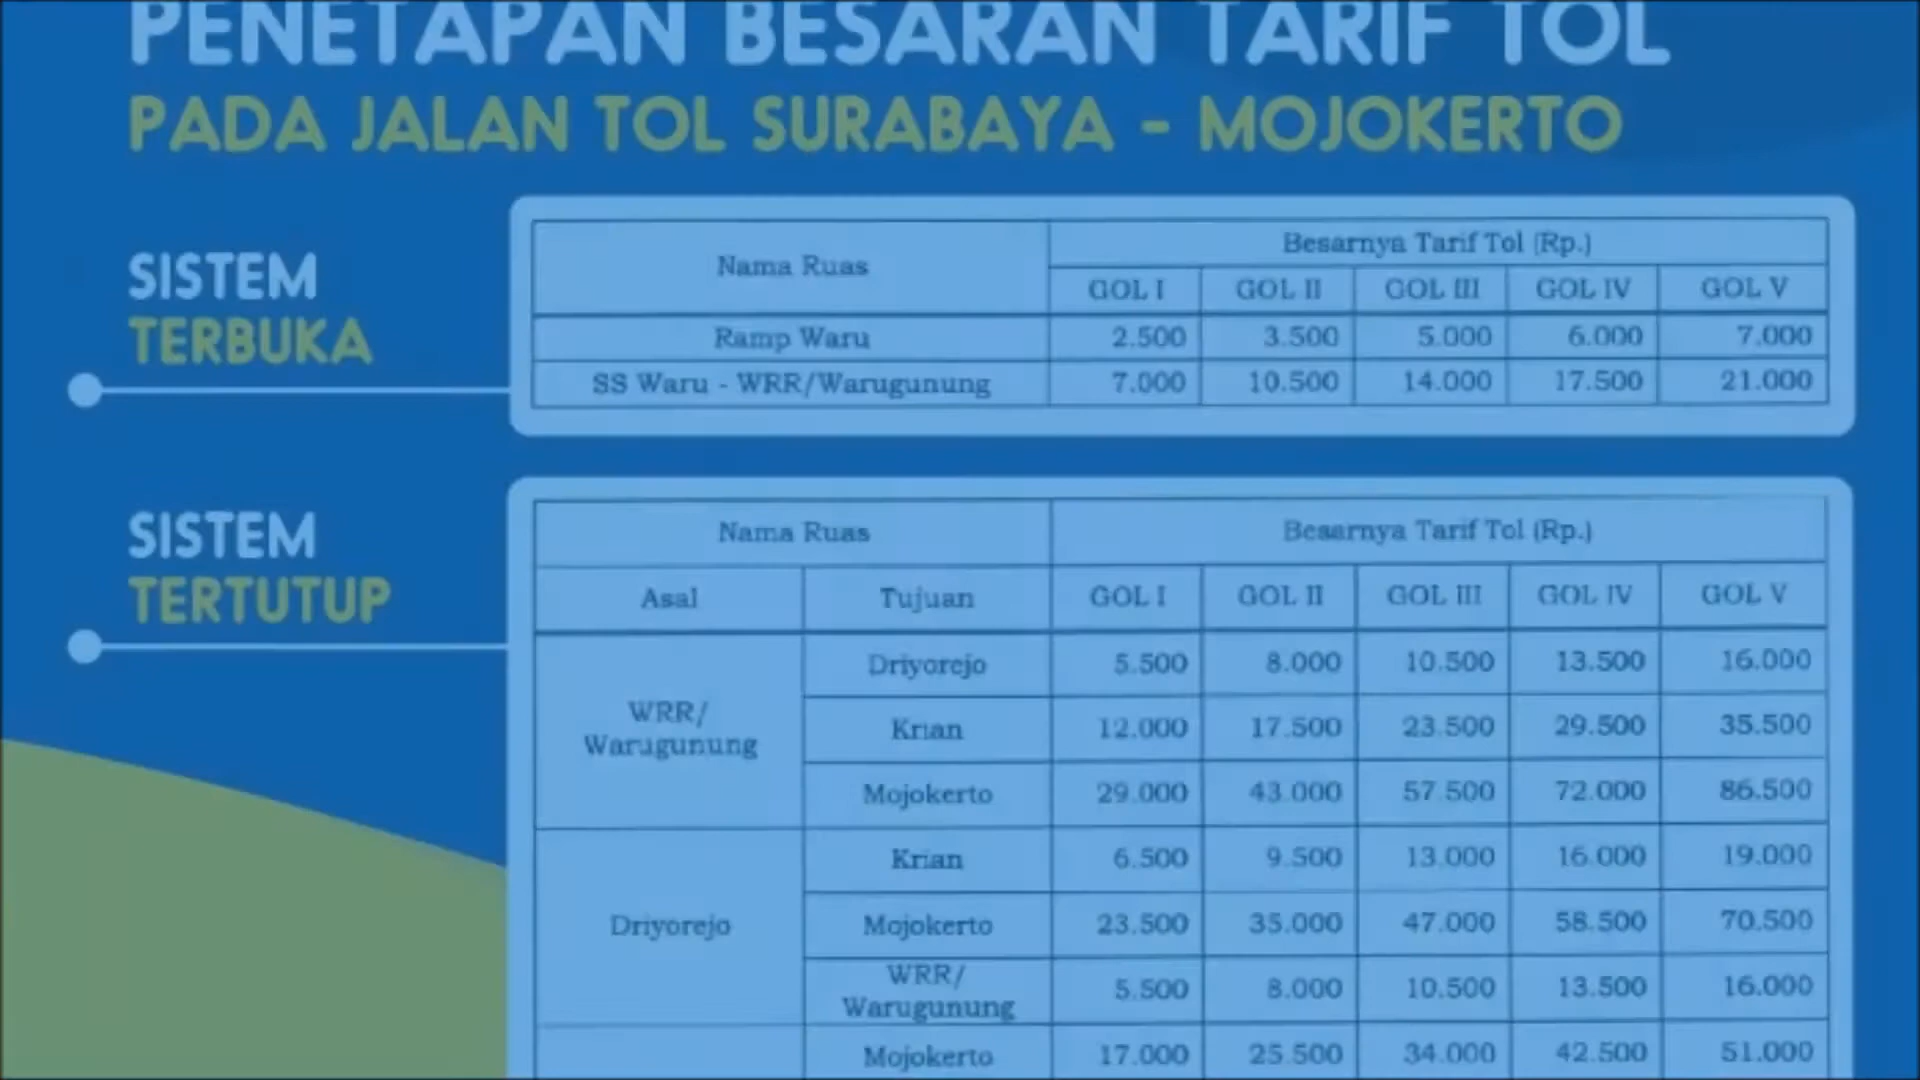 PENETAPAN BESARAN TARIF TOL
PADA JALAN TOL SURABAYA - MOJOKERTO
SISTEM
TERBUKA
Nama Ruas Besarnya Tarif Tol (Rp.)
GOL I GOL II GOL III GOL IV GOL V
Ramp Waru 2.500 3.500 5.000 6.000 7.000
SS Waru - WRR/Warugunung 7.000 10.500 14.000 17.500 21.000
SISTEM
TERTUTUP
Nama Ruas Besarnya Tarif Tol (Rp.)
Asal Tujuan GOL I GOL II GOL III GOL IV GOL V
WRR/
Warugunung
Driyorejo 5.500 8.000 10.500 13.500 16.000
Krian 12.000 17.500 23.500 29.500 35.500
Mojokerto 29.000 43.000 57.500 72.000 86.500
Driyorejo
Krian 6.500 9.500 13.000 16.000 19.000
Mojokerto 23.500 35.000 47.000 58.500 70.500
WRR/
Warugunung 5.500 8.000 10.500 13.500 16.000
Mojokerto 17.000 25.500 34.000 42.500 51.000